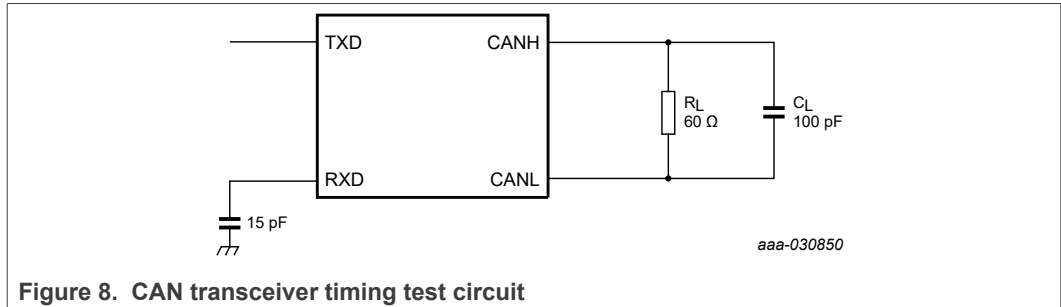 TXD
CANH
RL
60 Ω
CL
100 pF
RXD
CANL
15 pF
aaa-030850
Figure 8. CAN transceiver timing test circuit